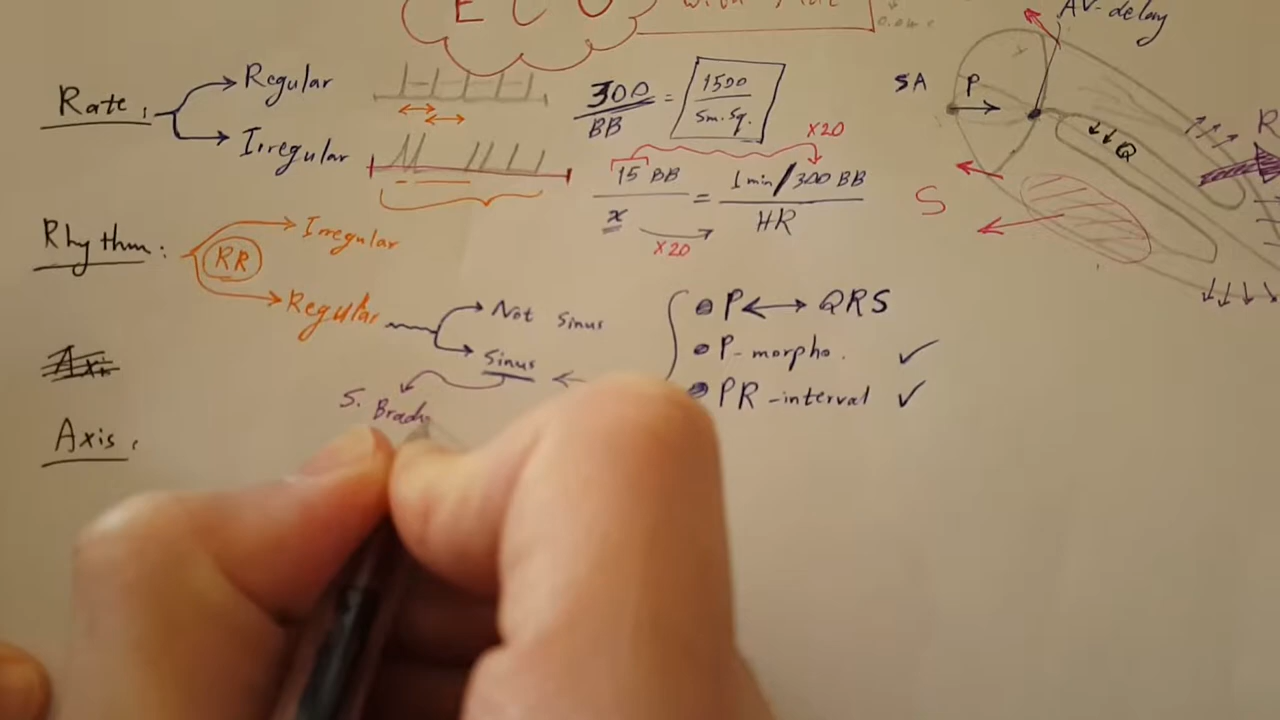 ECG
Rate:
Regular
Irregular
300
BB
=
1500
Sm. Sq.
X20
15 BB
x
=
1 min / 300 BB
HR
X20
Rhythm:
RR
Irregular
Regular
Not Sinus
Sinus
S. Brady
P ↔ QRS
P-morpho.
PR-interval
Axis:
AV-delay
SA
P
Q
R
S